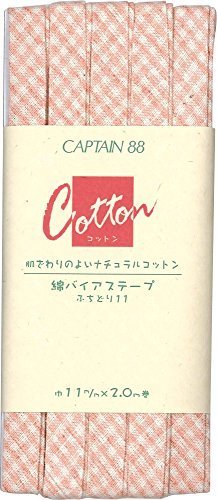 CAPTAIN 88
Cotton
コットン
肌ざわりのよいナチュラルコットン
綿バイアステープ
ふちどり11
巾11m/m×2.0m巻